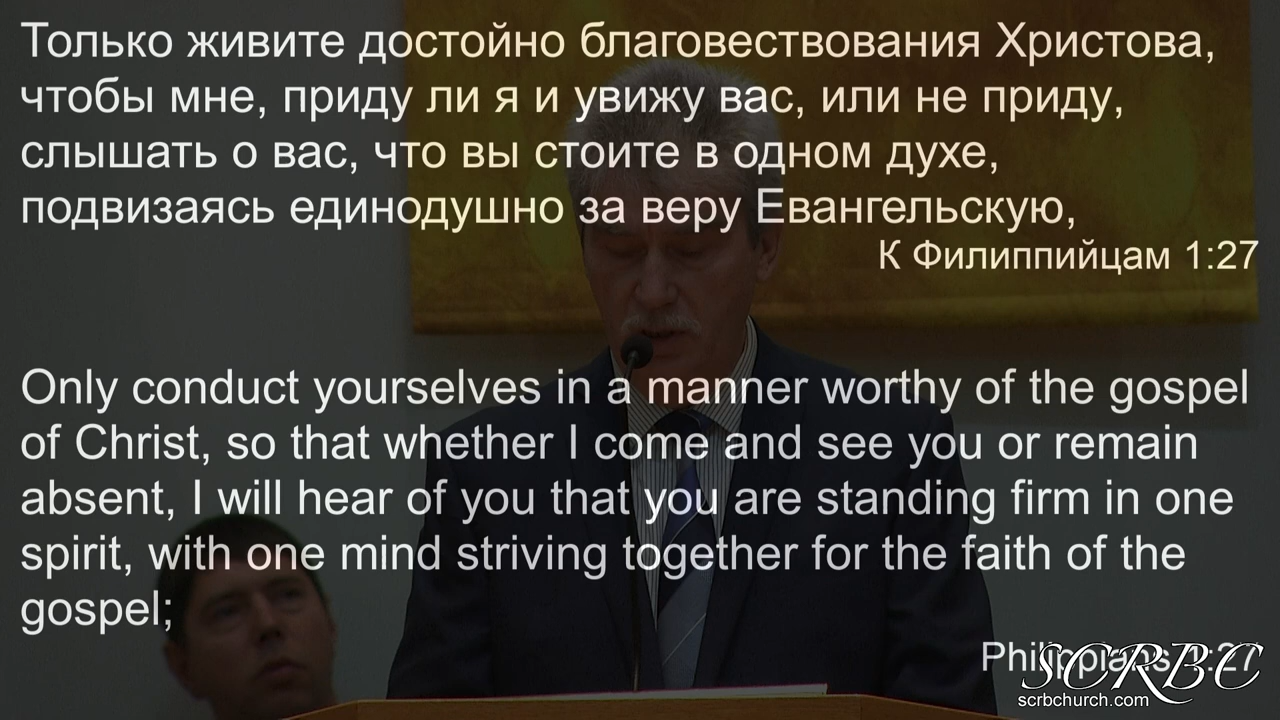 Только живите достойно благовествования Христова,
чтобы мне, приду ли я и увижу вас, или не приду,
слышать о вас, что вы стоите в одном духе,
подвизаясь единодушно за веру Евангельскую,
К Филиппийцам 1:27
Only conduct yourselves in a manner worthy of the gospel
of Christ, so that whether I come and see you or remain
absent, I will hear of you that you are standing firm in one
spirit, with one mind striving together for the faith of the
gospel;
Philippians 1:27
SCRBC
scrbchurch.com